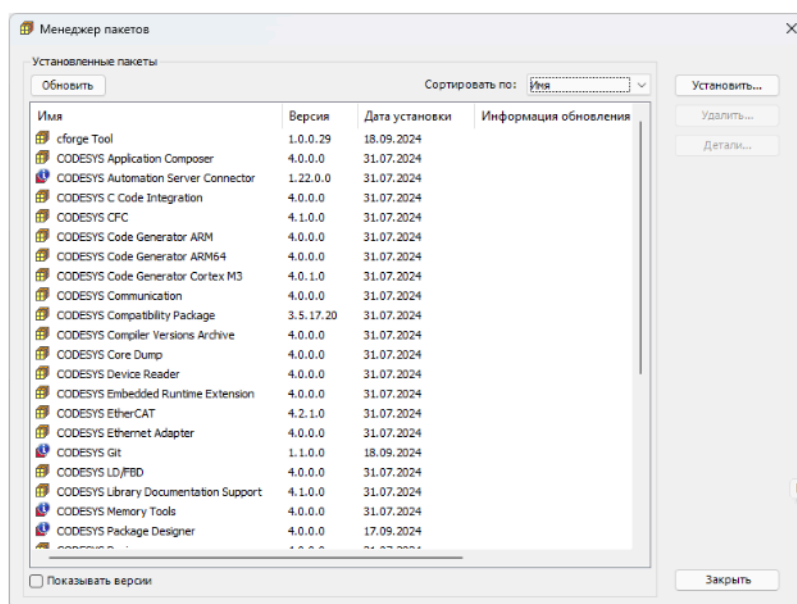 Менеджер пакетов
Установленные пакеты
Обновить
Сортировать по: Имя
Установить...
Имя Версия Дата установки Информация обновления
Удалить...
cforge Tool 1.0.0.29 18.09.2024
Детали...
CODESYS Application Composer 4.0.0.0 31.07.2024
CODESYS Automation Server Connector 1.22.0.0 31.07.2024
CODESYS C Code Integration 4.0.0.0 31.07.2024
CODESYS CFC 4.1.0.0 31.07.2024
CODESYS Code Generator ARM 4.0.0.0 31.07.2024
CODESYS Code Generator ARM64 4.0.0.0 31.07.2024
CODESYS Code Generator Cortex M3 4.0.1.0 31.07.2024
CODESYS Communication 4.0.0.0 31.07.2024
CODESYS Compatibility Package 3.5.17.20 31.07.2024
CODESYS Compiler Versions Archive 4.0.0.0 31.07.2024
CODESYS Core Dump 4.0.0.0 31.07.2024
CODESYS Device Reader 4.0.0.0 31.07.2024
CODESYS Embedded Runtime Extension 4.0.0.0 31.07.2024
CODESYS EtherCAT 4.2.1.0 31.07.2024
CODESYS Ethernet Adapter 4.0.0.0 31.07.2024
CODESYS Git 1.1.0.0 18.09.2024
CODESYS LD/FBD 4.0.0.0 31.07.2024
CODESYS Library Documentation Support 4.1.0.0 31.07.2024
CODESYS Memory Tools 4.0.0.0 31.07.2024
CODESYS Package Designer 4.0.0.0 17.09.2024
Показывать версии
Закрыть